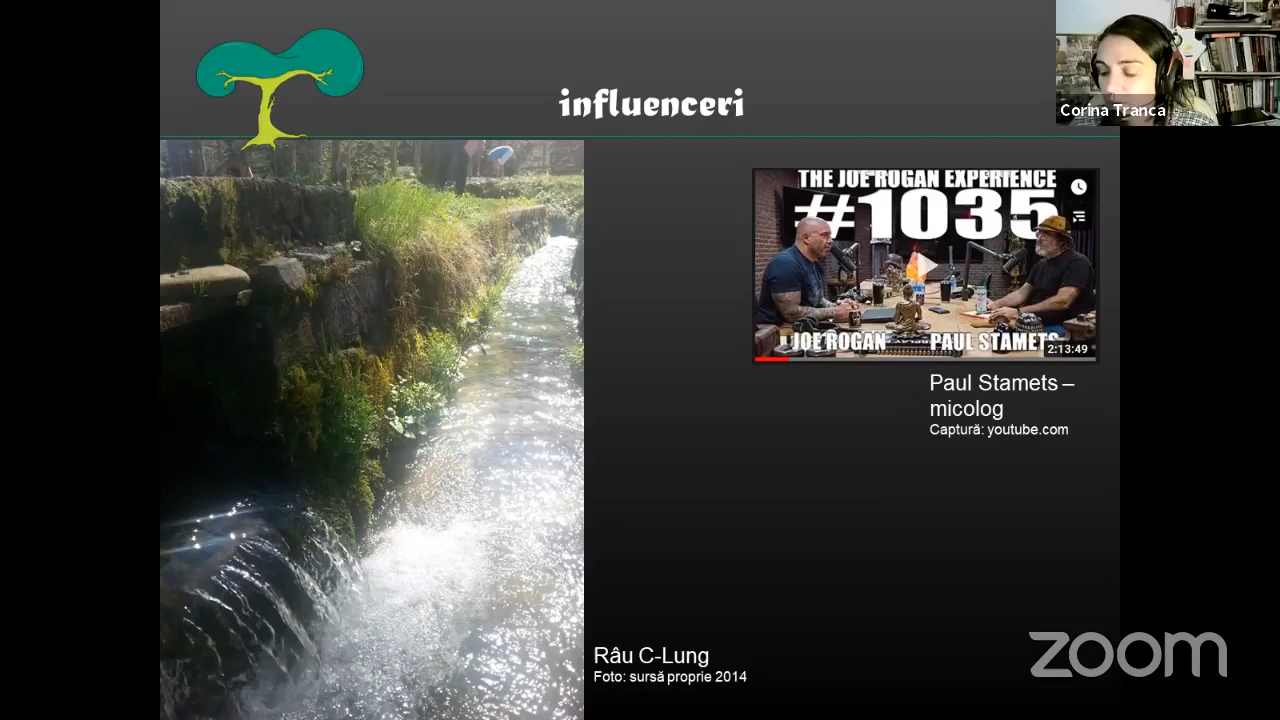 influenceri
Corina Tranca
THE JOE ROGAN EXPERIENCE
#1035
JOE ROGAN
PAUL STAMETS
2:13:49
Paul Stamets –
micolog
Captură: youtube.com
Râu C-Lung
Foto: sursă proprie 2014
zoom